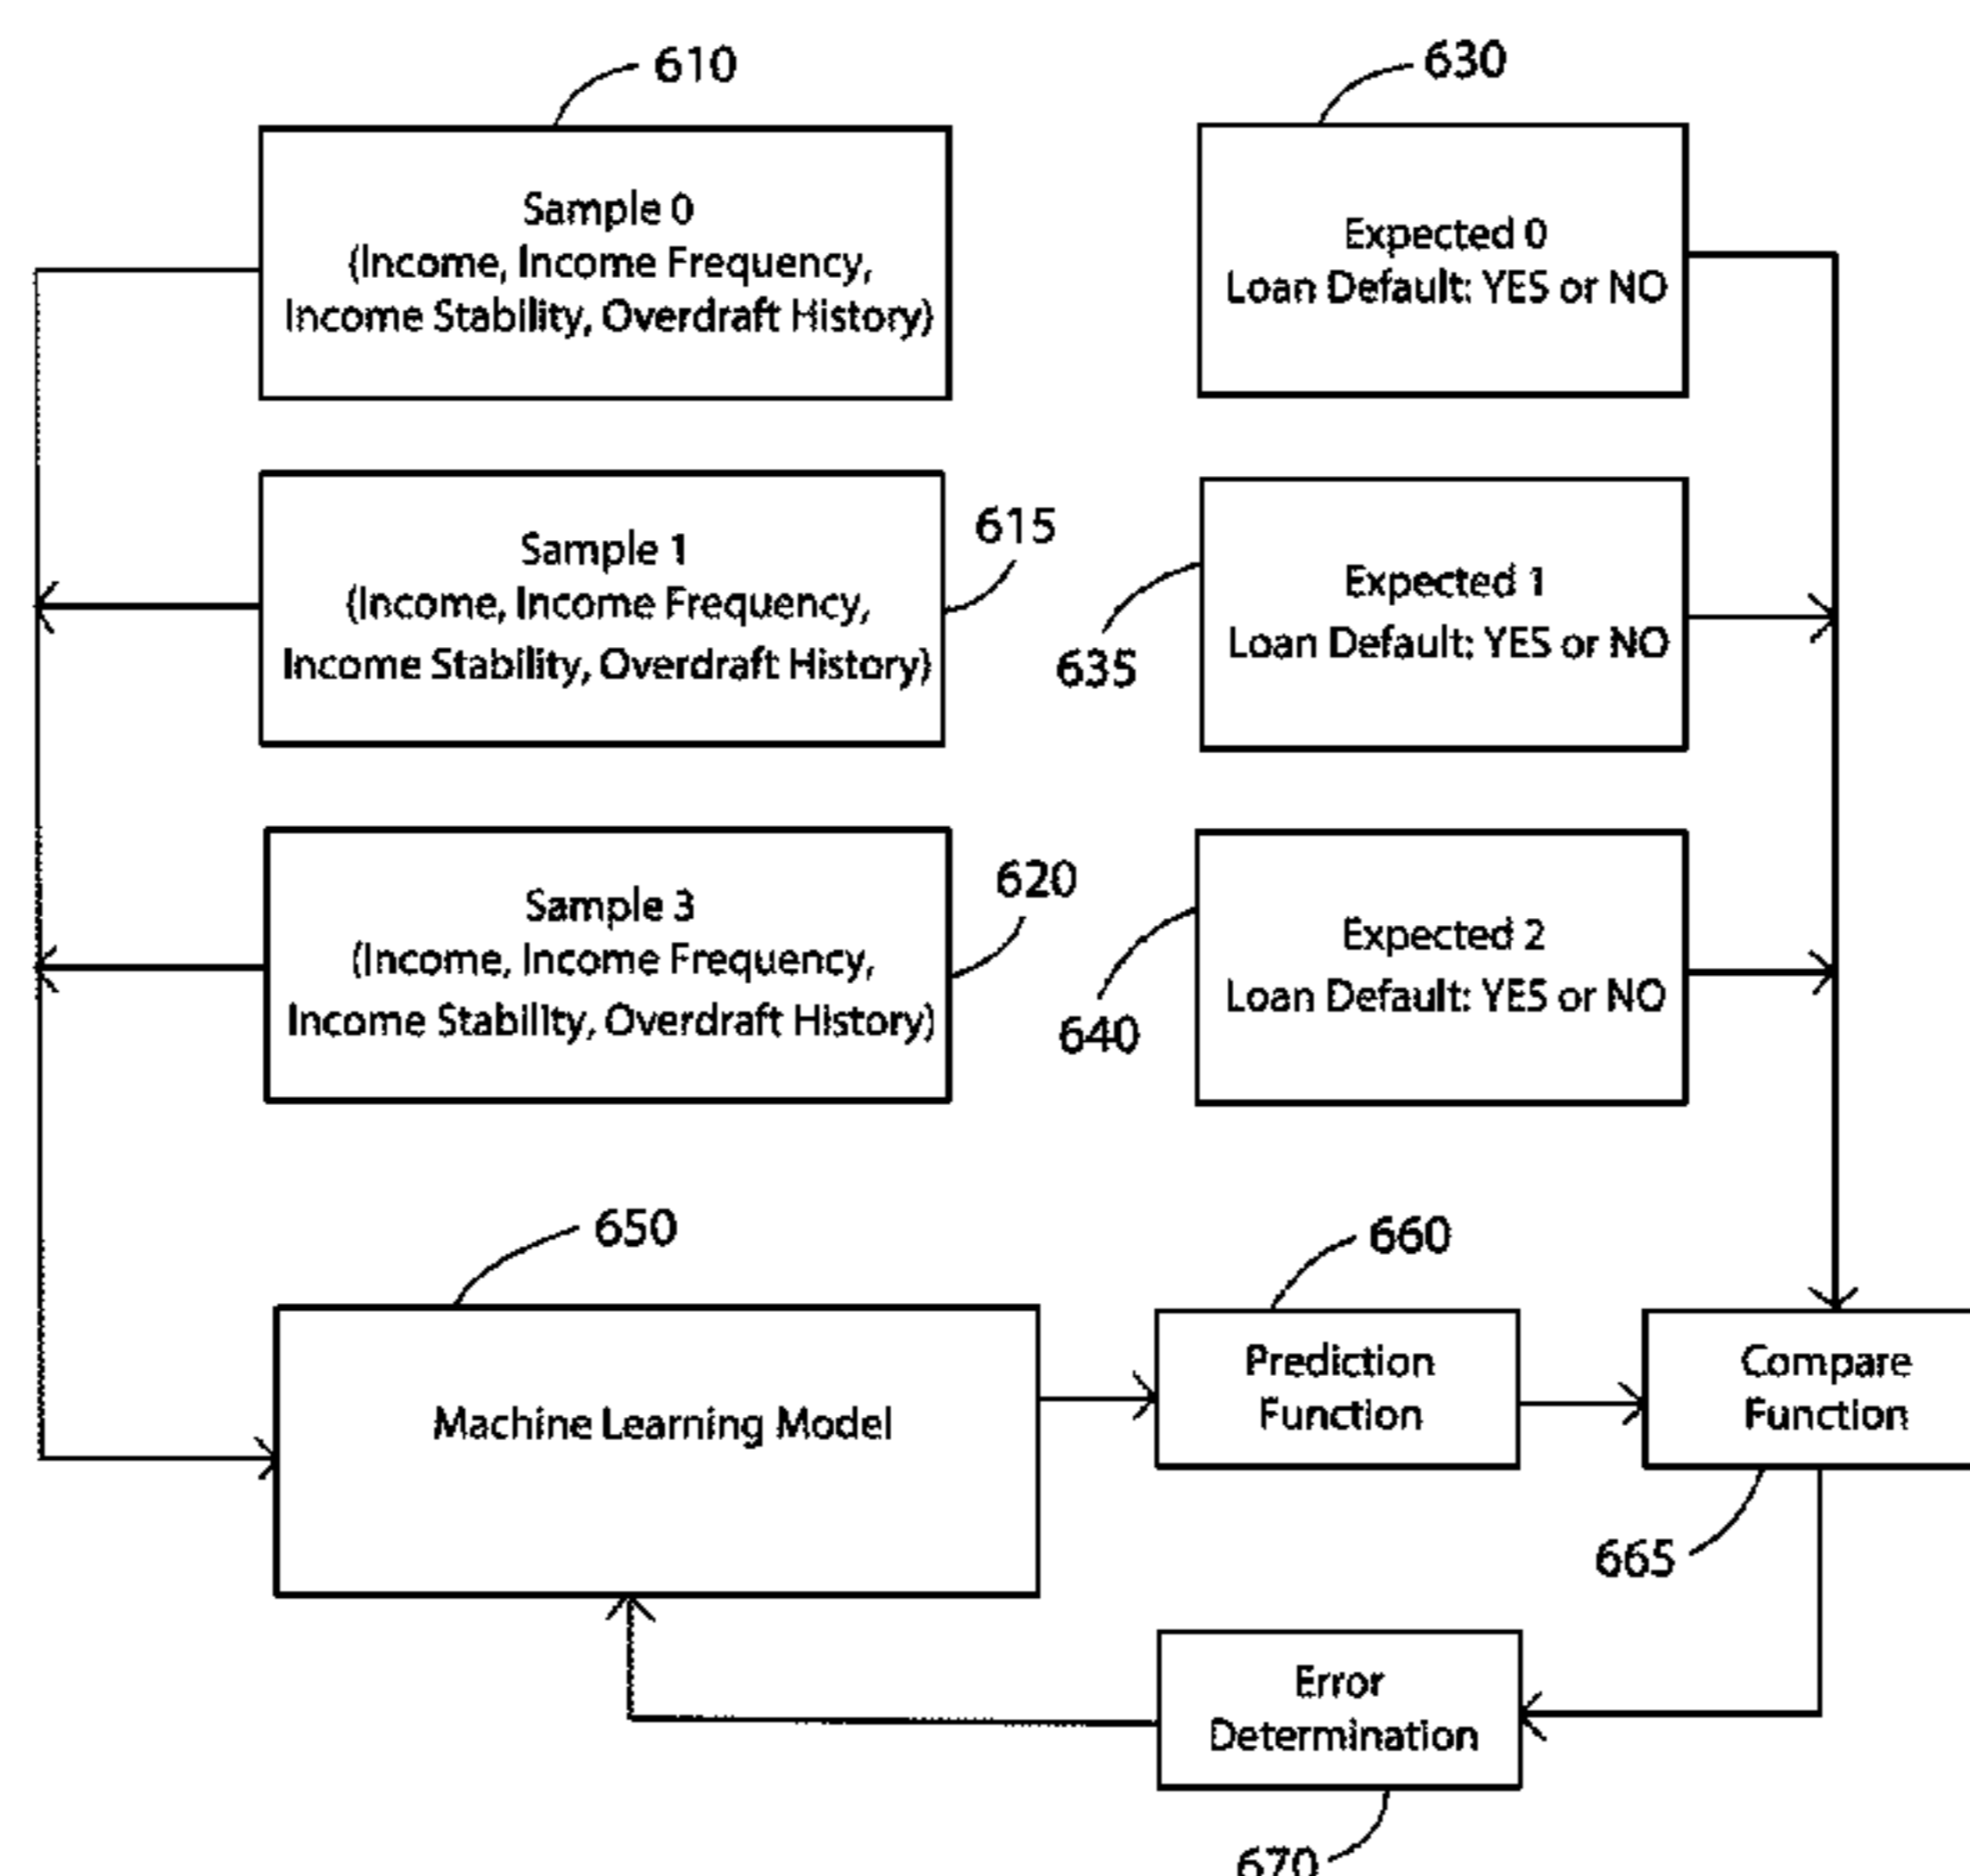 610
630
Sample 0
(Income, Income Frequency,
Income Stability, Overdraft History)
Expected 0
Loan Default: YES or NO
Sample 1
(Income, Income Frequency,
Income Stability, Overdraft History)
615
635
Expected 1
Loan Default: YES or NO
Sample 3
(Income, Income Frequency,
Income Stability, Overdraft History)
620
640
Expected 2
Loan Default: YES or NO
650
660
Machine Learning Model
Prediction
Function
Compare
Function
665
Error
Determination
670